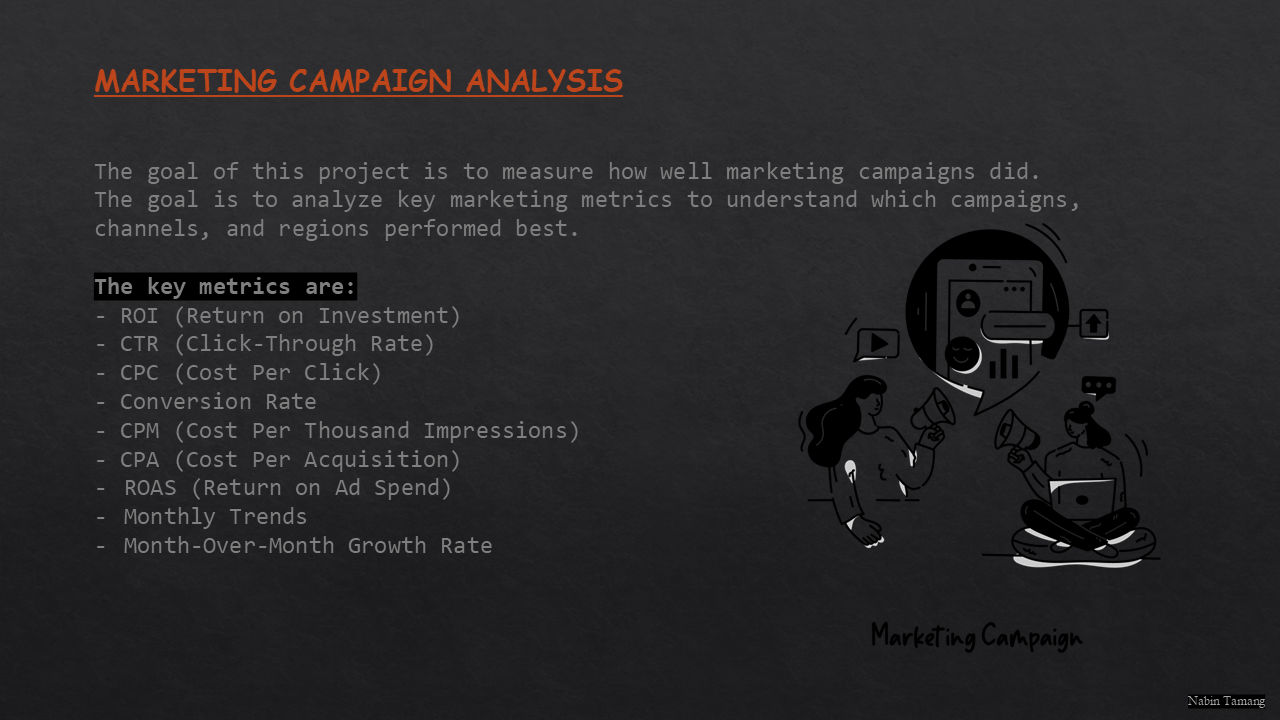 MARKETING CAMPAIGN ANALYSIS
The goal of this project is to measure how well marketing campaigns did.
The goal is to analyze key marketing metrics to understand which campaigns,
channels, and regions performed best.
The key metrics are:
- ROI (Return on Investment)
- CTR (Click-Through Rate)
- CPC (Cost Per Click)
- Conversion Rate
- CPM (Cost Per Thousand Impressions)
- CPA (Cost Per Acquisition)
- ROAS (Return on Ad Spend)
- Monthly Trends
- Month-Over-Month Growth Rate
Marketing Campaign
Nabin Tamang